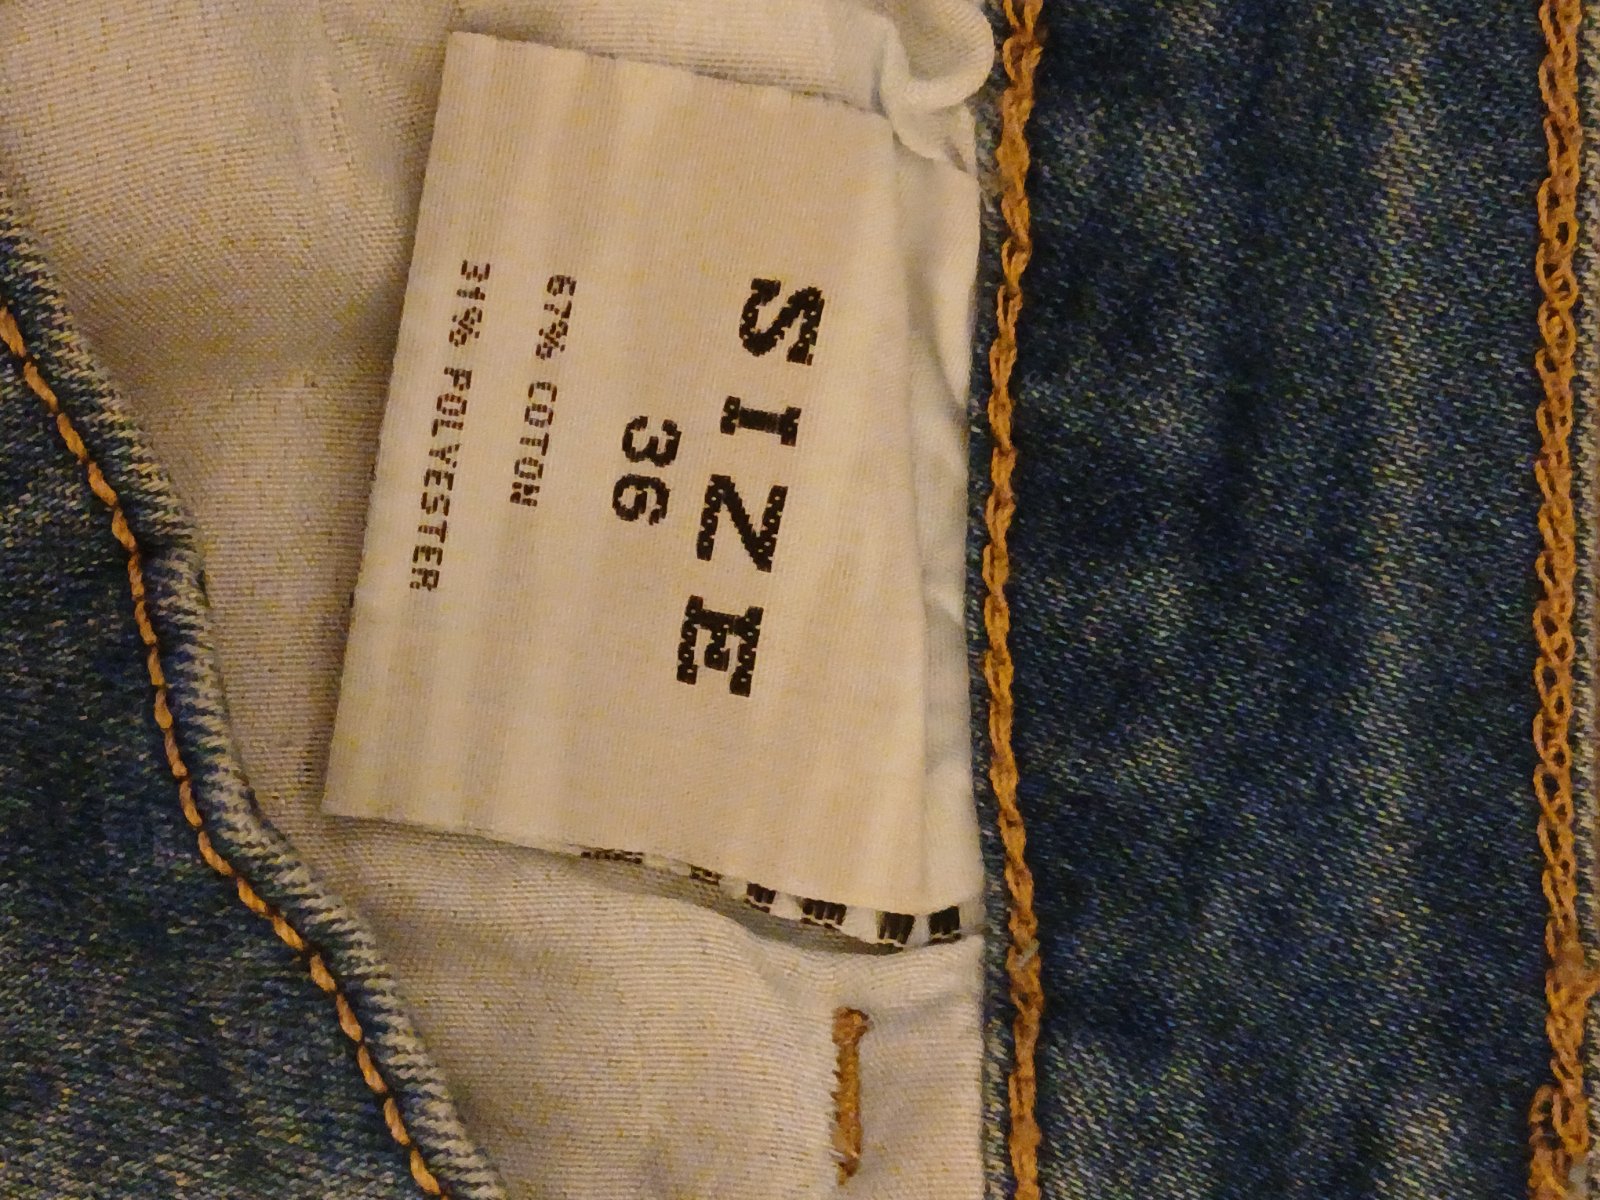 SIZE
36
67% COTON
31% POLYESTER